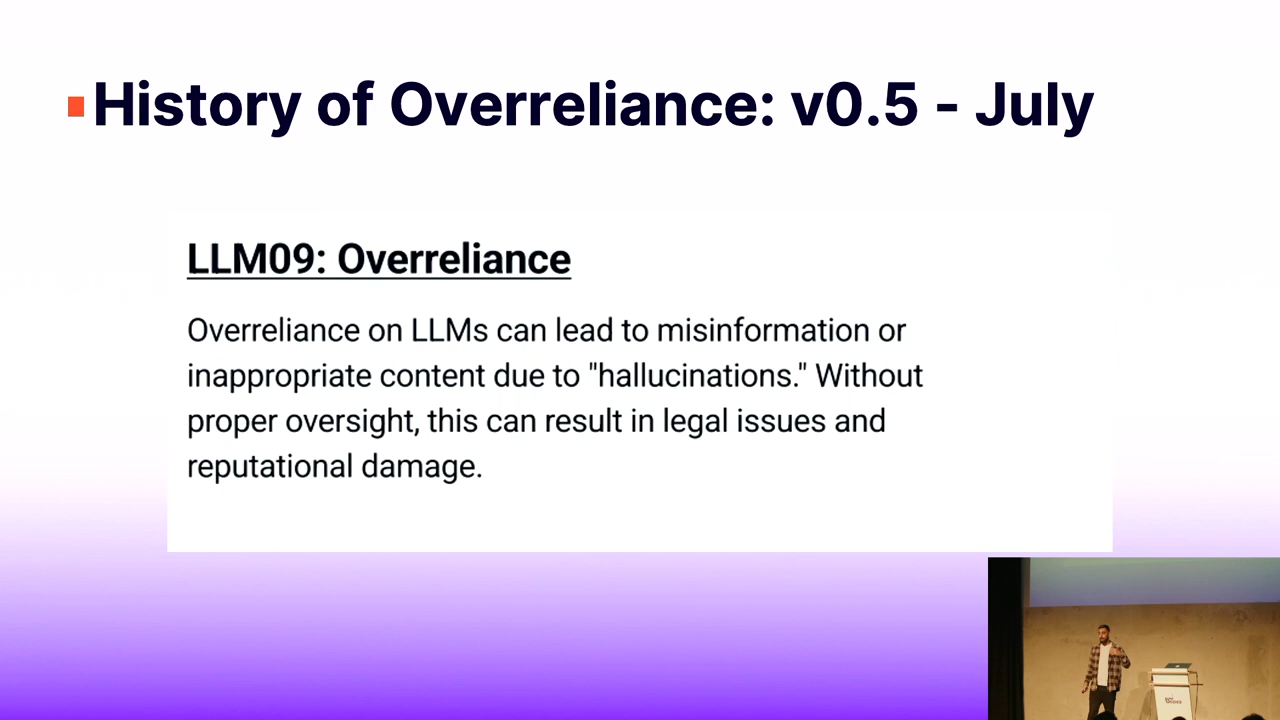 History of Overreliance: v0.5 - July
LLM09: Overreliance
Overreliance on LLMs can lead to misinformation or
inappropriate content due to "hallucinations." Without
proper oversight, this can result in legal issues and
reputational damage.